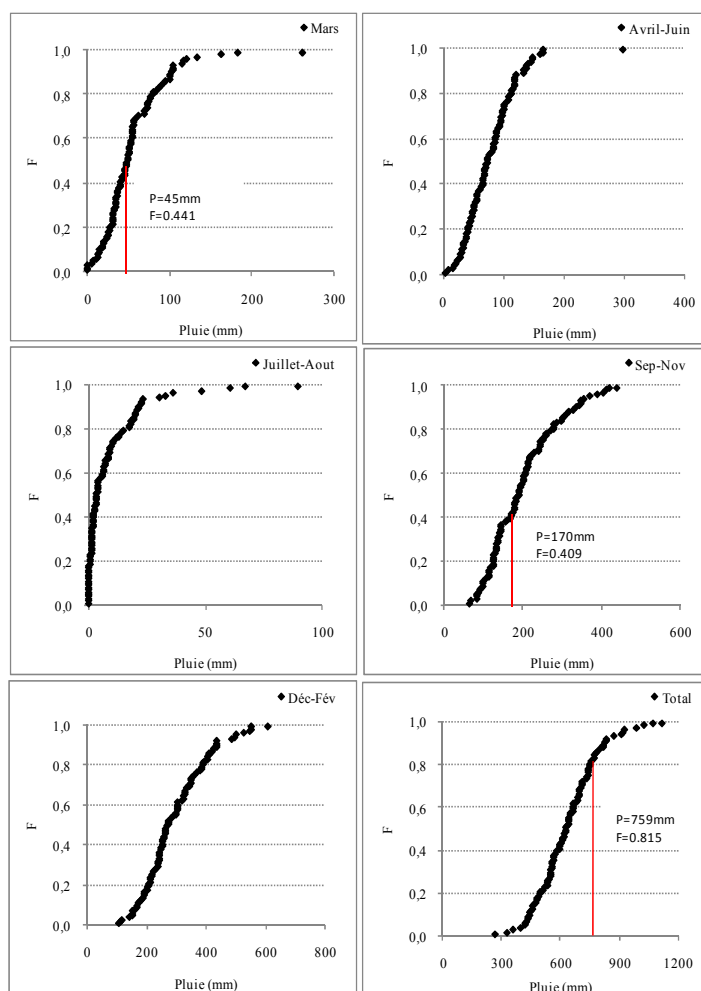 Mars
1,0
0,8
0,6
0,4
0,2
0,0
F
P=45mm
F=0.441
0
100
200
300
Pluie (mm)
Avril-Juin
1,0
0,8
0,6
0,4
0,2
0,0
F
0
100
200
300
400
Pluie (mm)
Juillet-Aout
1,0
0,8
0,6
0,4
0,2
0,0
F
0
50
100
Pluie (mm)
Sep-Nov
1,0
0,8
0,6
0,4
0,2
0,0
F
P=170mm
F=0.409
0
200
400
600
Pluie (mm)
Déc-Fév
1,0
0,8
0,6
0,4
0,2
0,0
F
0
200
400
600
800
Pluie (mm)
Total
1,0
0,8
0,6
0,4
0,2
0,0
F
P=759mm
F=0.815
0
300
600
900
1200
Pluie (mm)